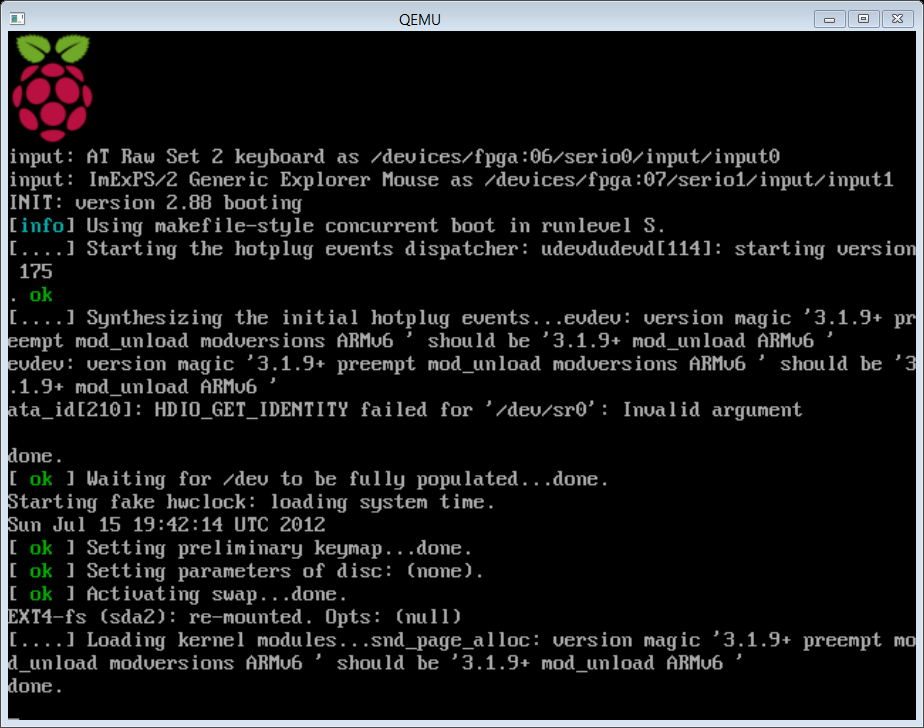 QEMU
input: AT Raw Set 2 keyboard as /devices/fpga:06/serio0/input/input0
input: ImExPS/2 Generic Explorer Mouse as /devices/fpga:07/serio1/input/input1
INIT: version 2.88 booting
[info] Using makefile-style concurrent boot in runlevel S.
[....] Starting the hotplug events dispatcher: udevdudevd[114]: starting version
 175
. ok
[....] Synthesizing the initial hotplug events...evdev: version magic '3.1.9+ pr
eempt mod_unload modversions ARMv6 ' should be '3.1.9+ mod_unload ARMv6 '
evdev: version magic '3.1.9+ preempt mod_unload modversions ARMv6 ' should be '3
.1.9+ mod_unload ARMv6 '
ata_id[210]: HDIO_GET_IDENTITY failed for '/dev/sr0': Invalid argument
done.
[ ok ] Waiting for /dev to be fully populated...done.
Starting fake hwclock: loading system time.
Sun Jul 15 19:42:14 UTC 2012
[ ok ] Setting preliminary keymap...done.
[ ok ] Setting parameters of disc: (none).
[ ok ] Activating swap...done.
EXT4-fs (sda2): re-mounted. Opts: (null)
[....] Loading kernel modules...snd_page_alloc: version magic '3.1.9+ preempt mo
d_unload modversions ARMv6 ' should be '3.1.9+ mod_unload ARMv6 '
done.